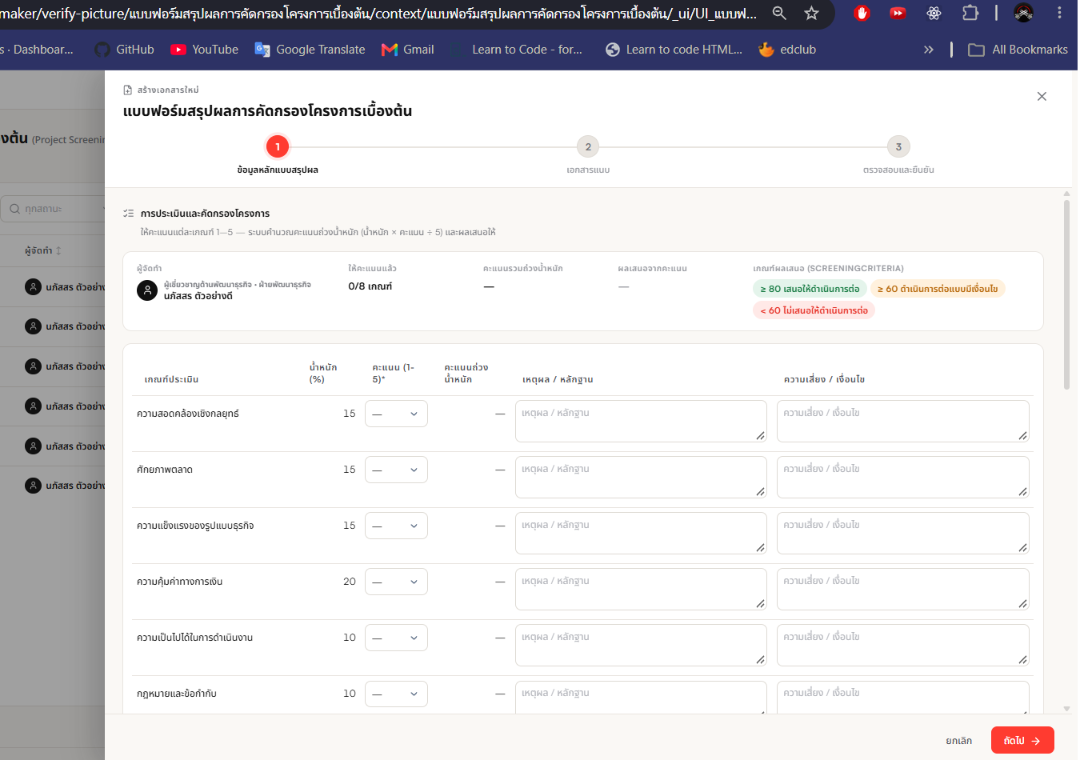 maker/verify-picture/แบบฟอร์มสรุปผลการคัดกรองโครงการเบื้องต้น/context/แบบฟอร์มสรุปผลการคัดกรองโครงการเบื้องต้น/_ui/UI_แบบฟ...
s · Dashboar... GitHub YouTube Google Translate Gmail Learn to Code - for... Learn to code HTML... edclub » All Bookmarks
สร้างเอกสารใหม่
แบบฟอร์มสรุปผลการคัดกรองโครงการเบื้องต้น
งต้น (Project Screenin
1 2 3
ข้อมูลหลักแบบสรุปผล เอกสารแนบ ตรวจสอบและยืนยัน
ทุกสถานะ
การประเมินและคัดกรองโครงการ
ให้คะแนนแต่ละเกณฑ์ 1–5 — ระบบคำนวณคะแนนถ่วงน้ำหนัก (น้ำหนัก × คะแนน ÷ 5) และผลเสนอให้
ผู้จัดทำ
นภัสสร ตัวอย่าง
นภัสสร ตัวอย่าง
นภัสสร ตัวอย่าง
นภัสสร ตัวอย่าง
นภัสสร ตัวอย่าง
นภัสสร ตัวอย่าง
ผู้จัดทำ ให้คะแนนแล้ว คะแนนรวมถ่วงน้ำหนัก ผลเสนอจากคะแนน เกณฑ์ผลเสนอ (SCREENINGCRITERIA)
ผู้เชี่ยวชาญด้านพัฒนาธุรกิจ • ฝ่ายพัฒนาธุรกิจ
นภัสสร ตัวอย่างดี 0/8 เกณฑ์ — — ≥ 80 เสนอให้ดำเนินการต่อ ≥ 60 ดำเนินการต่อแบบมีเงื่อนไข
< 60 ไม่เสนอให้ดำเนินการต่อ
เกณฑ์ประเมิน น้ำหนัก (%) คะแนน (1-5)* คะแนนถ่วงน้ำหนัก เหตุผล / หลักฐาน ความเสี่ยง / เงื่อนไข
ความสอดคล้องเชิงกลยุทธ์ 15 — — เหตุผล / หลักฐาน ความเสี่ยง / เงื่อนไข
ศักยภาพตลาด 15 — — เหตุผล / หลักฐาน ความเสี่ยง / เงื่อนไข
ความแข็งแรงของรูปแบบธุรกิจ 15 — — เหตุผล / หลักฐาน ความเสี่ยง / เงื่อนไข
ความคุ้มค่าทางการเงิน 20 — — เหตุผล / หลักฐาน ความเสี่ยง / เงื่อนไข
ความเป็นไปได้ในการดำเนินงาน 10 — — เหตุผล / หลักฐาน ความเสี่ยง / เงื่อนไข
กฎหมายและข้อกำกับ 10 — — เหตุผล / หลักฐาน ความเสี่ยง / เงื่อนไข
ยกเลิก ถัดไป →